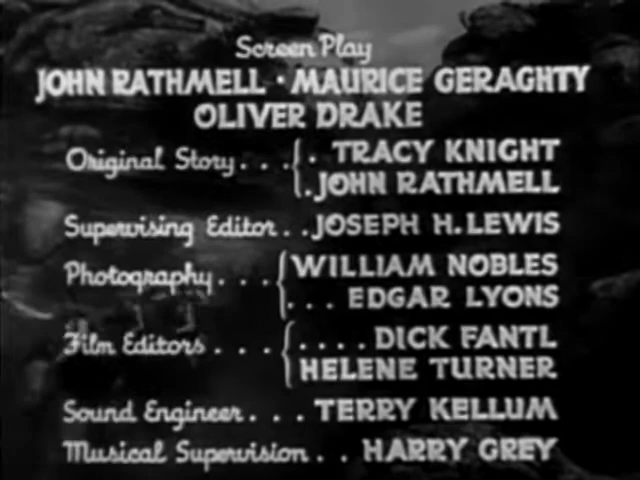 Screen Play
JOHN RATHMELL · MAURICE GERAGHTY
OLIVER DRAKE
Original Story . . . { . TRACY KNIGHT
. JOHN RATHMELL
Supervising Editor . . JOSEPH H. LEWIS
Photography . . . { WILLIAM NOBLES
. . . EDGAR LYONS
Film Editors . . . { . . . . DICK FANTL
HELENE TURNER
Sound Engineer . . . TERRY KELLUM
Musical Supervision . . HARRY GREY